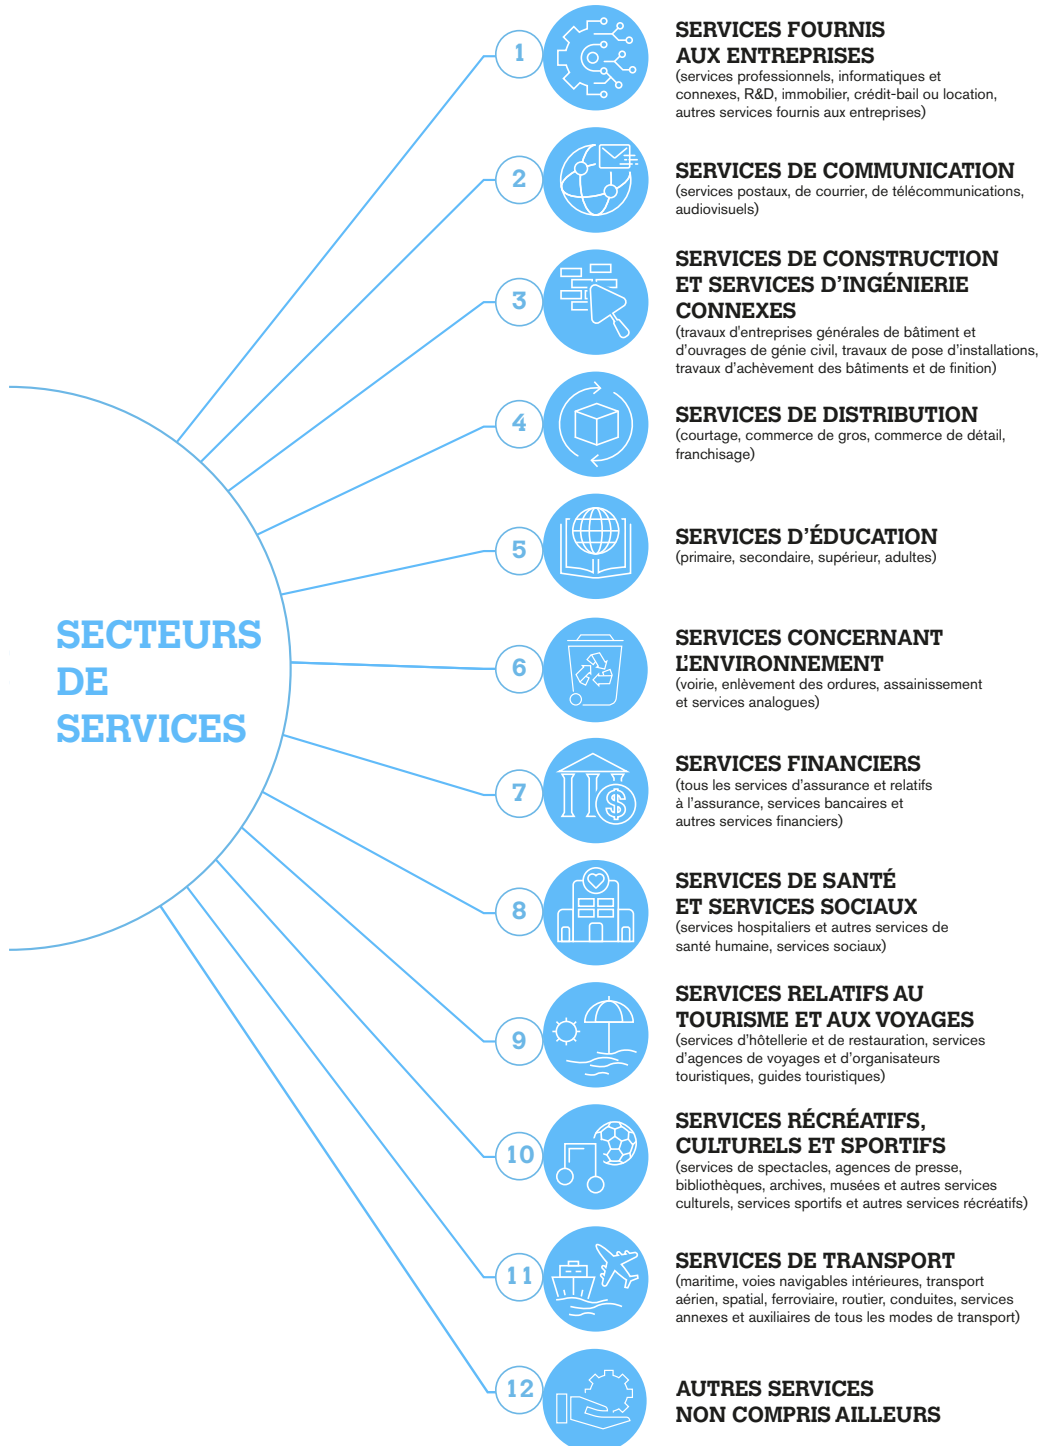 SECTEURS
DE
SERVICES
1
SERVICES FOURNIS
AUX ENTREPRISES
(services professionnels, informatiques et
connexes, R&D, immobilier, crédit-bail ou location,
autres services fournis aux entreprises)
2
SERVICES DE COMMUNICATION
(services postaux, de courrier, de télécommunications,
audiovisuels)
3
SERVICES DE CONSTRUCTION
ET SERVICES D’INGÉNIERIE
CONNEXES
(travaux d'entreprises générales de bâtiment et
d’ouvrages de génie civil, travaux de pose d’installations,
travaux d’achèvement des bâtiments et de finition)
4
SERVICES DE DISTRIBUTION
(courtage, commerce de gros, commerce de détail,
franchisage)
5
SERVICES D’ÉDUCATION
(primaire, secondaire, supérieur, adultes)
6
SERVICES CONCERNANT
L’ENVIRONNEMENT
(voirie, enlèvement des ordures, assainissement
et services analogues)
7
$
SERVICES FINANCIERS
(tous les services d’assurance et relatifs
à l’assurance, services bancaires et
autres services financiers)
8
SERVICES DE SANTÉ
ET SERVICES SOCIAUX
(services hospitaliers et autres services de
santé humaine, services sociaux)
9
SERVICES RELATIFS AU
TOURISME ET AUX VOYAGES
(services d’hôtellerie et de restauration, services
d’agences de voyages et d’organisateurs
touristiques, guides touristiques)
10
SERVICES RÉCRÉATIFS,
CULTURELS ET SPORTIFS
(services de spectacles, agences de presse,
bibliothèques, archives, musées et autres services
culturels, services sportifs et autres services récréatifs)
11
SERVICES DE TRANSPORT
(maritime, voies navigables intérieures, transport
aérien, spatial, ferroviaire, routier, conduites, services
annexes et auxiliaires de tous les modes de transport)
12
AUTRES SERVICES
NON COMPRIS AILLEURS